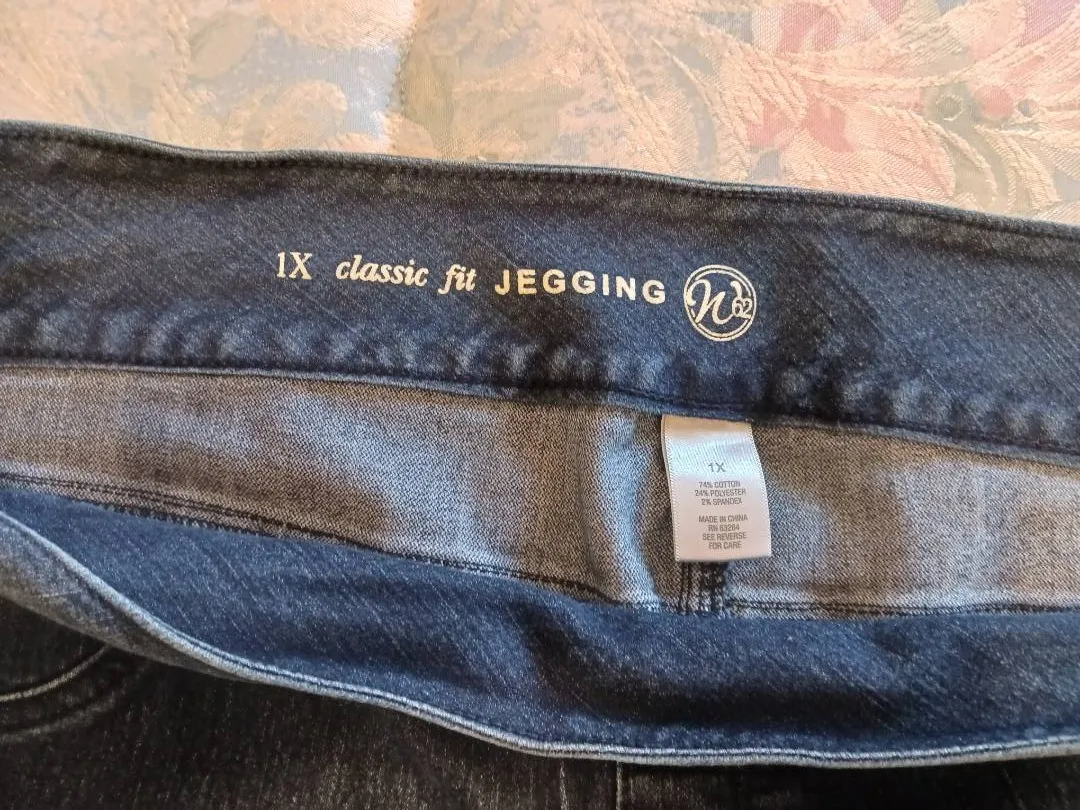 1X classic fit JEGGING W62
1X
74% COTTON
24% POLYESTER
2% SPANDEX
MADE IN CHINA
RN 63264
SEE REVERSE
FOR CARE